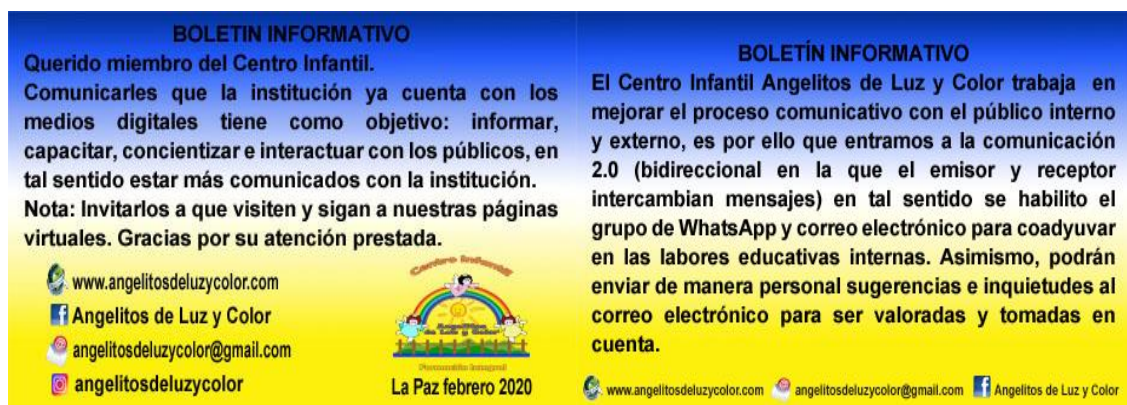 BOLETIN INFORMATIVO
Querido miembro del Centro Infantil.
Comunicarles que la institución ya cuenta con los
medios digitales tiene como objetivo: informar,
capacitar, concientizar e interactuar con los públicos, en
tal sentido estar más comunicados con la institución.
Nota: Invitarlos a que visiten y sigan a nuestras páginas
virtuales. Gracias por su atención prestada.
www.angelitosdeluzycolor.com
Angelitos de Luz y Color
angelitosdeluzycolor@gmail.com
angelitosdeluzycolor
Centro Infantil
Angelitos
de Luz y Color
Formación Integral
La Paz febrero 2020
BOLETÍN INFORMATIVO
El Centro Infantil Angelitos de Luz y Color trabaja en
mejorar el proceso comunicativo con el público interno
y externo, es por ello que entramos a la comunicación
2.0 (bidireccional en la que el emisor y receptor
intercambian mensajes) en tal sentido se habilito el
grupo de WhatsApp y correo electrónico para coadyuvar
en las labores educativas internas. Asimismo, podrán
enviar de manera personal sugerencias e inquietudes al
correo electrónico para ser valoradas y tomadas en
cuenta.
www.angelitosdeluzycolor.com angelitosdeluzycolor@gmail.com Angelitos de Luz y Color